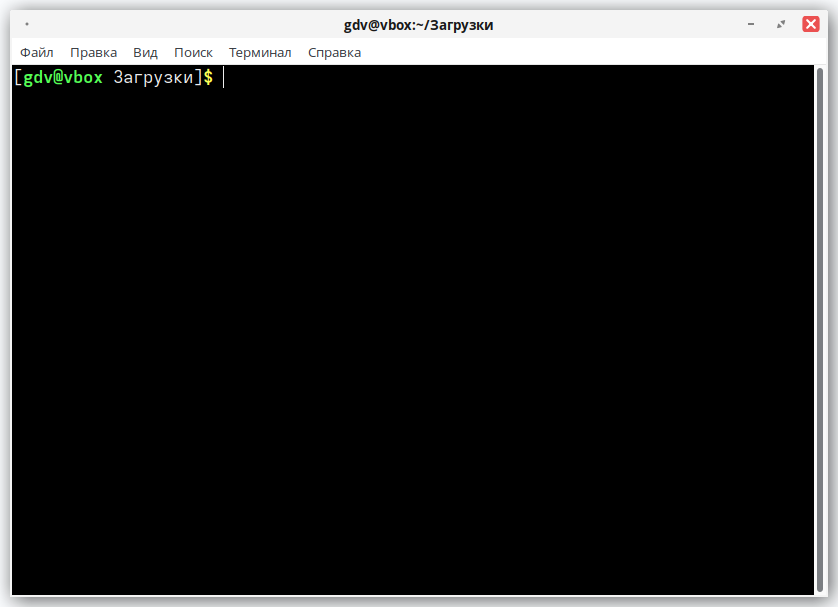 gdv@vbox:~/Загрузки
Файл Правка Вид Поиск Терминал Справка
[gdv@vbox Загрузки]$